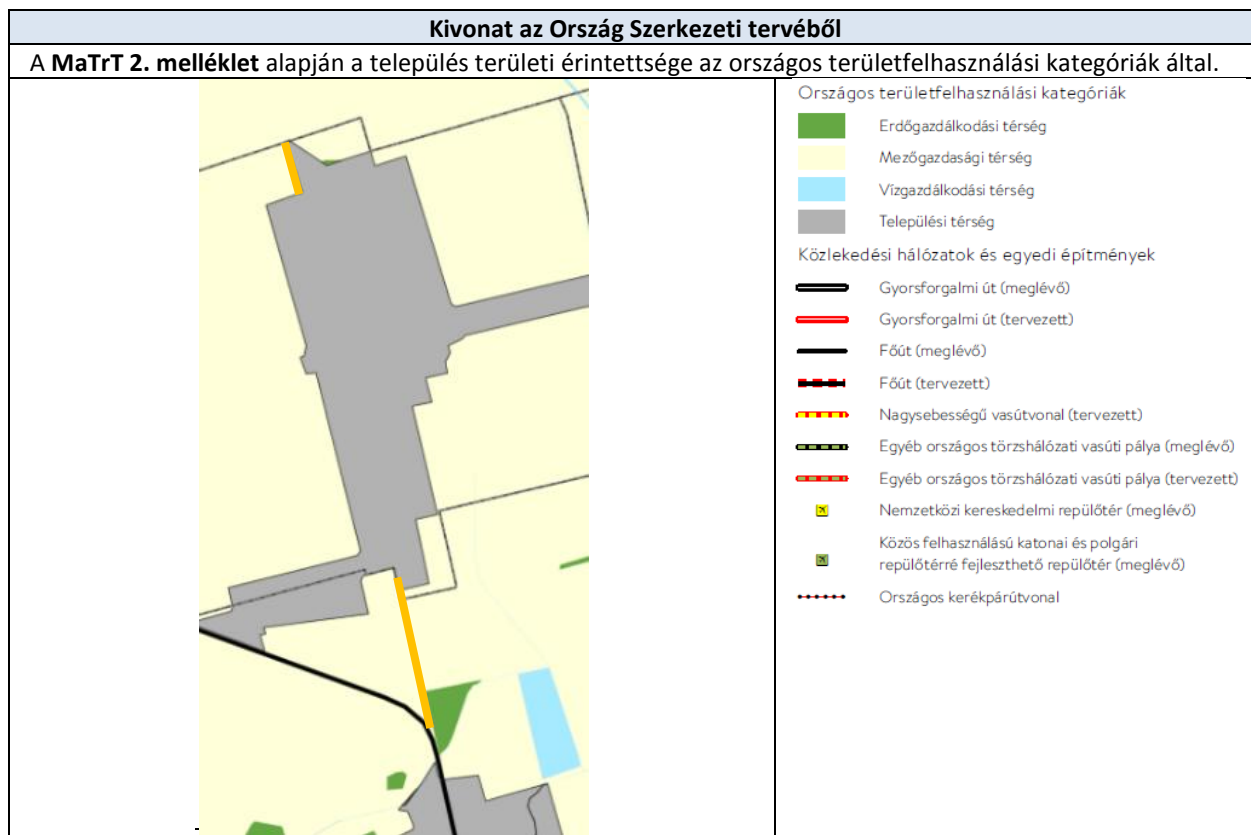 Kivonat az Ország Szerkezeti tervéből
A MaTrT 2. melléklet alapján a település területi érintettsége az országos területfelhasználási kategóriák által.
Országos területfelhasználási kategóriák
Erdőgazdálkodási térség
Mezőgazdasági térség
Vízgazdálkodási térség
Települési térség
Közlekedési hálózatok és egyedi építmények
Gyorsforgalmi út (meglévő)
Gyorsforgalmi út (tervezett)
Főút (meglévő)
Főút (tervezett)
Nagysebességű vasútvonal (tervezett)
Egyéb országos törzshálózati vasúti pálya (meglévő)
Egyéb országos törzshálózati vasúti pálya (tervezett)
Nemzetközi kereskedelmi repülőtér (meglévő)
Közös felhasználású katonai és polgári
repülőtérré fejleszthető repülőtér (meglévő)
Országos kerékpárútvonal